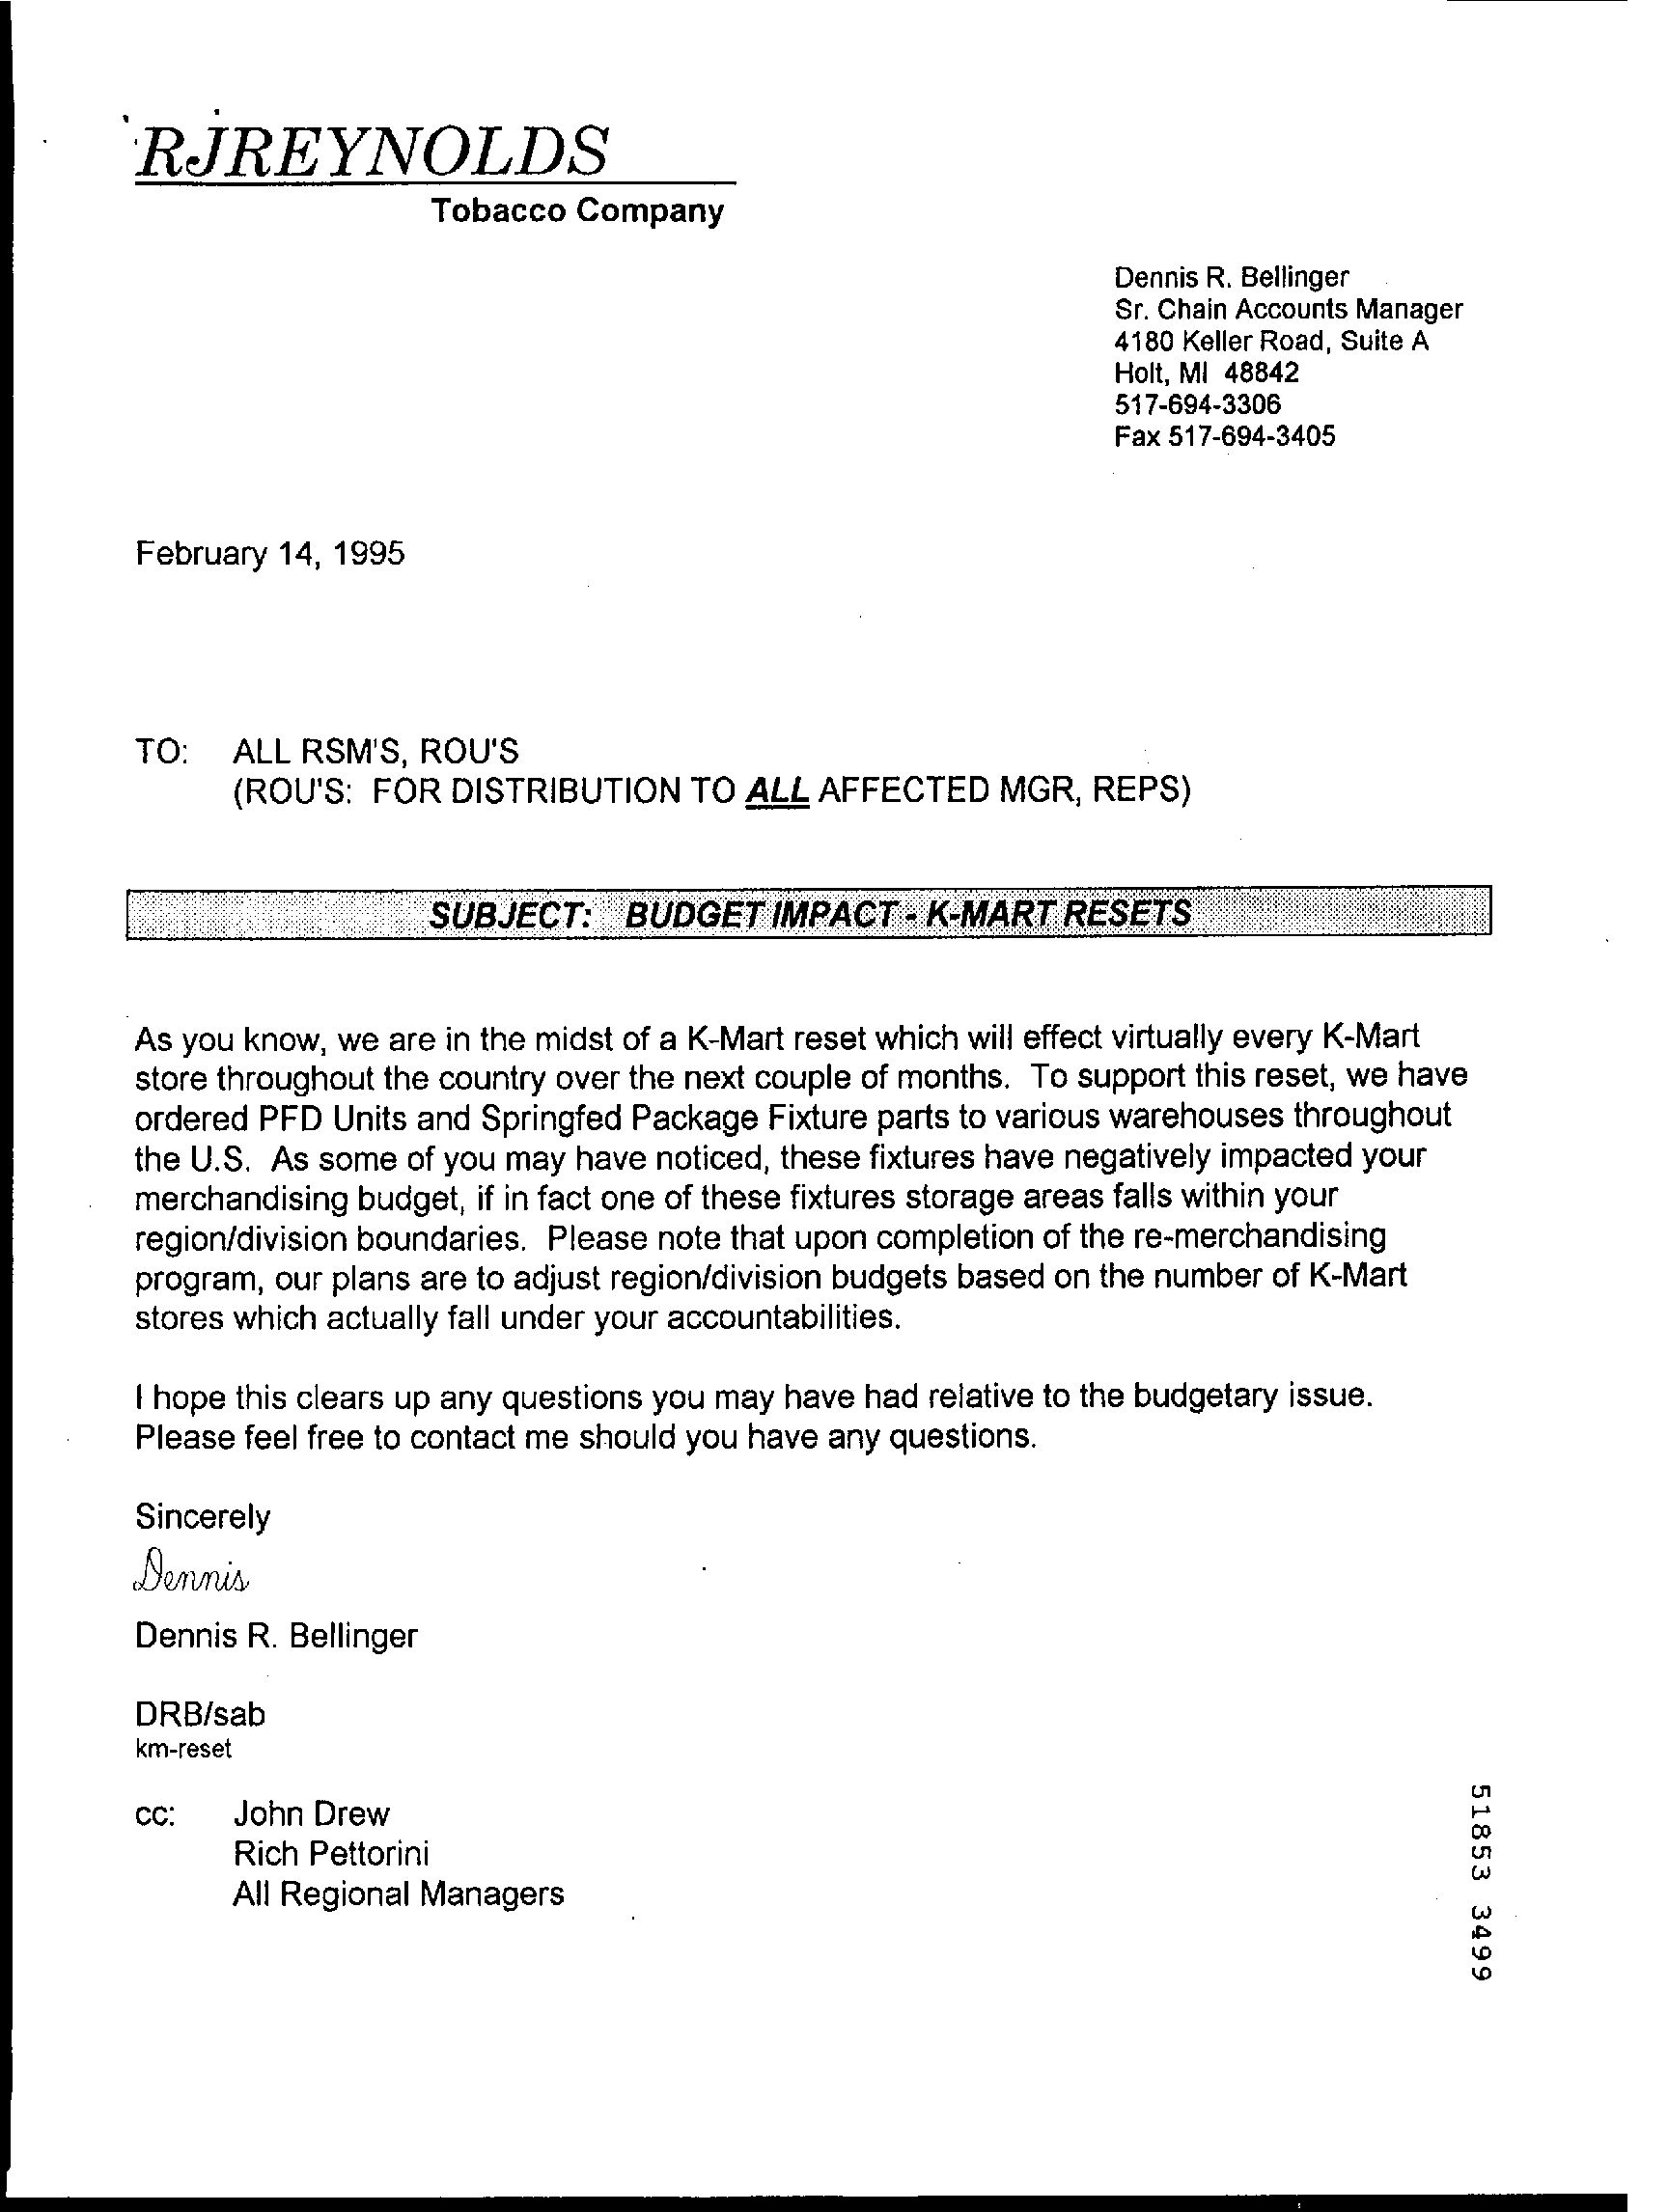 RJREYNOLDS
Tobacco Company
Dennis R. Bellinger
Sr. Chain Accounts Manager
4180 Keller Road, Suite A
Holt, MI 48842
517-694-3306
Fax 517-694-3405
February 14, 1995
TO: ALL RSM'S, ROU'S
(ROU'S: FOR DISTRIBUTION TO ALL AFFECTED MGR, REPS)
SUBJECT: BUDGET IMPACT - K-MART RESETS
As you know, we are in the midst of a K-Mart reset which will effect virtually every K-Mart
store throughout the country over the next couple of months. To support this reset, we have
ordered PFD Units and Springfed Package Fixture parts to various warehouses throughout
the U.S. As some of you may have noticed, these fixtures have negatively impacted your
merchandising budget, if in fact one of these fixtures storage areas falls within your
region/division boundaries. Please note that upon completion of the re-merchandising
program, our plans are to adjust region/division budgets based on the number of K-Mart
stores which actually fall under your accountabilities.
I hope this clears up any questions you may have had relative to the budgetary issue.
Please feel free to contact me should you have any questions.
Sincerely
Dennis
Dennis R. Bellinger
DRB/sab
km-reset
cc: John Drew
Rich Pettorini
All Regional Managers
51853 3499